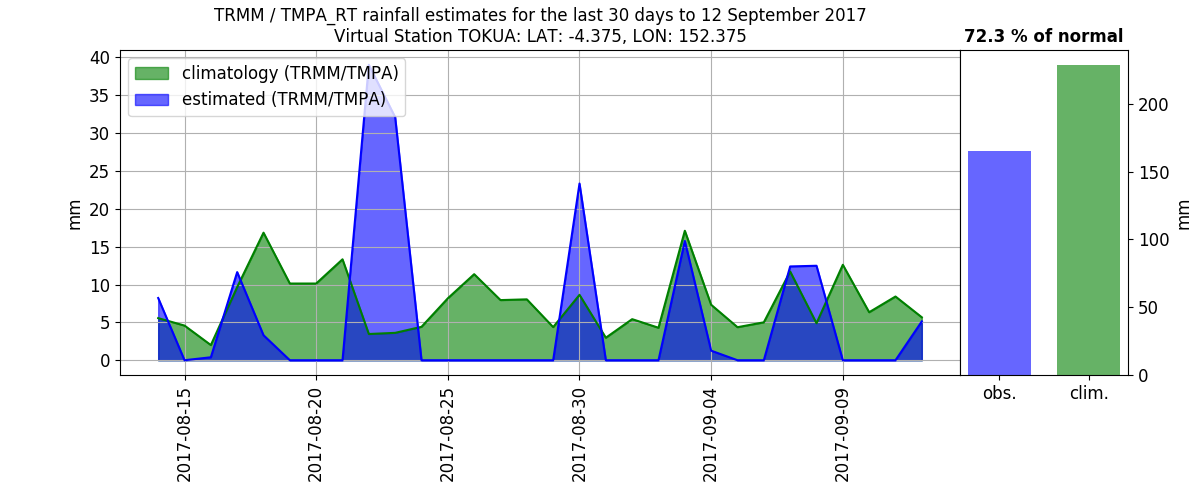 TRMM / TMPA_RT rainfall estimates for the last 30 days to 12 September 2017
Virtual Station TOKUA: LAT: -4.375, LON: 152.375
72.3 % of normal
climatology (TRMM/TMPA)
estimated (TRMM/TMPA)
40
35
30
25
20
15
10
5
0
mm
2017-08-15
2017-08-20
2017-08-25
2017-08-30
2017-09-04
2017-09-09
200
150
100
50
0
mm
obs.
clim.